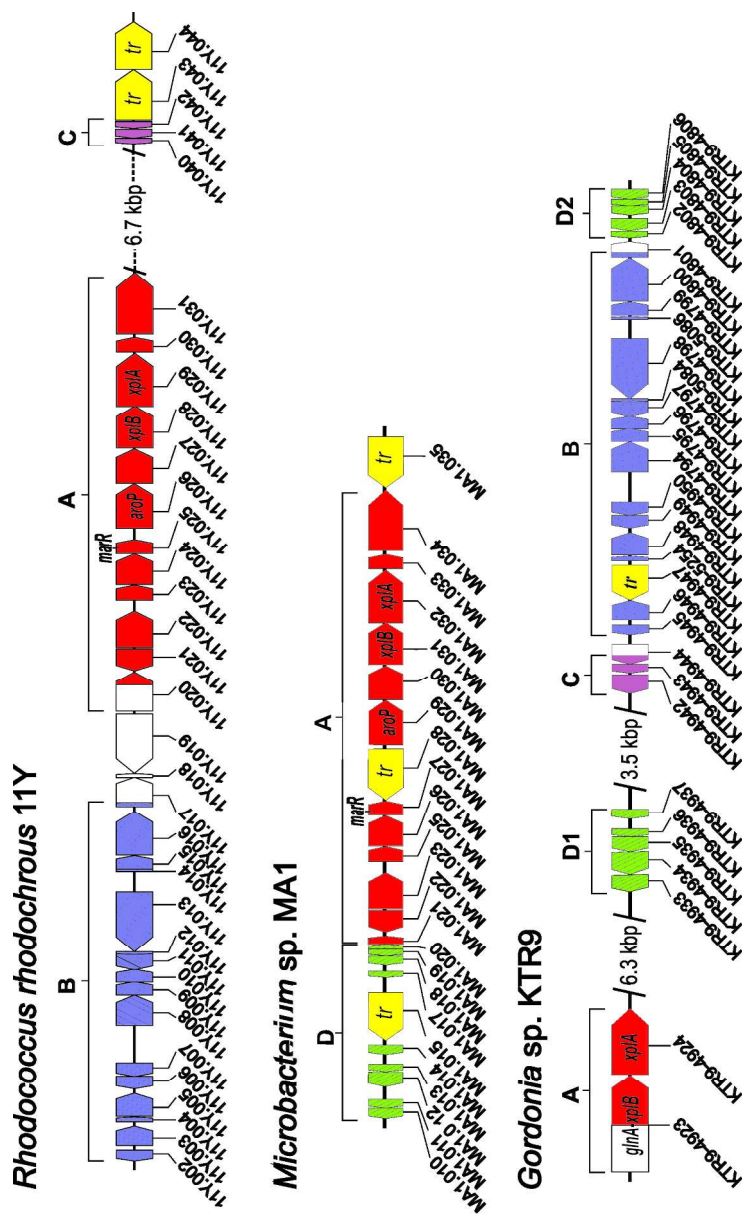 Rhodococcus rhodochrous 11Y
B
A
C
marR
aroP
xplB
xplA
6.7 kbp
tr
tr
11Y.002
11Y.003
11Y.004
11Y.005
11Y.006
11Y.007
11Y.008
11Y.009
11Y.010
11Y.011
11Y.012
11Y.013
11Y.014
11Y.015
11Y.016
11Y.017
11Y.018
11Y.019
11Y.020
11Y.021
11Y.022
11Y.023
11Y.024
11Y.025
11Y.026
11Y.027
11Y.028
11Y.029
11Y.030
11Y.031
11Y.040
11Y.041
11Y.042
11Y.043
11Y.044
Microbacterium sp. MA1
D
A
marR
tr
tr
aroP
xplB
xplA
tr
MA1.010
MA1.011
MA1.012
MA1.013
MA1.014
MA1.015
MA1.017
MA1.018
MA1.019
MA1.020
MA1.021
MA1.022
MA1.023
MA1.025
MA1.026
MA1.027
MA1.028
MA1.029
MA1.030
MA1.031
MA1.032
MA1.033
MA1.034
MA1.035
Gordonia sp. KTR9
A
D1
C
B
D2
glnA-xplB
xplA
6.3 kbp
3.5 kbp
tr
KTR9-4923
KTR9-4924
KTR9-4933
KTR9-4934
KTR9-4935
KTR9-4936
KTR9-4937
KTR9-4942
KTR9-4943
KTR9-4944
KTR9-4945
KTR9-4946
KTR9-4947
KTR9-5254
KTR9-4948
KTR9-4949
KTR9-4950
KTR9-4794
KTR9-4795
KTR9-4796
KTR9-4797
KTR9-5084
KTR9-4798
KTR9-5086
KTR9-4799
KTR9-4800
KTR9-4801
KTR9-4802
KTR9-4803
KTR9-4804
KTR9-4805
KTR9-4806